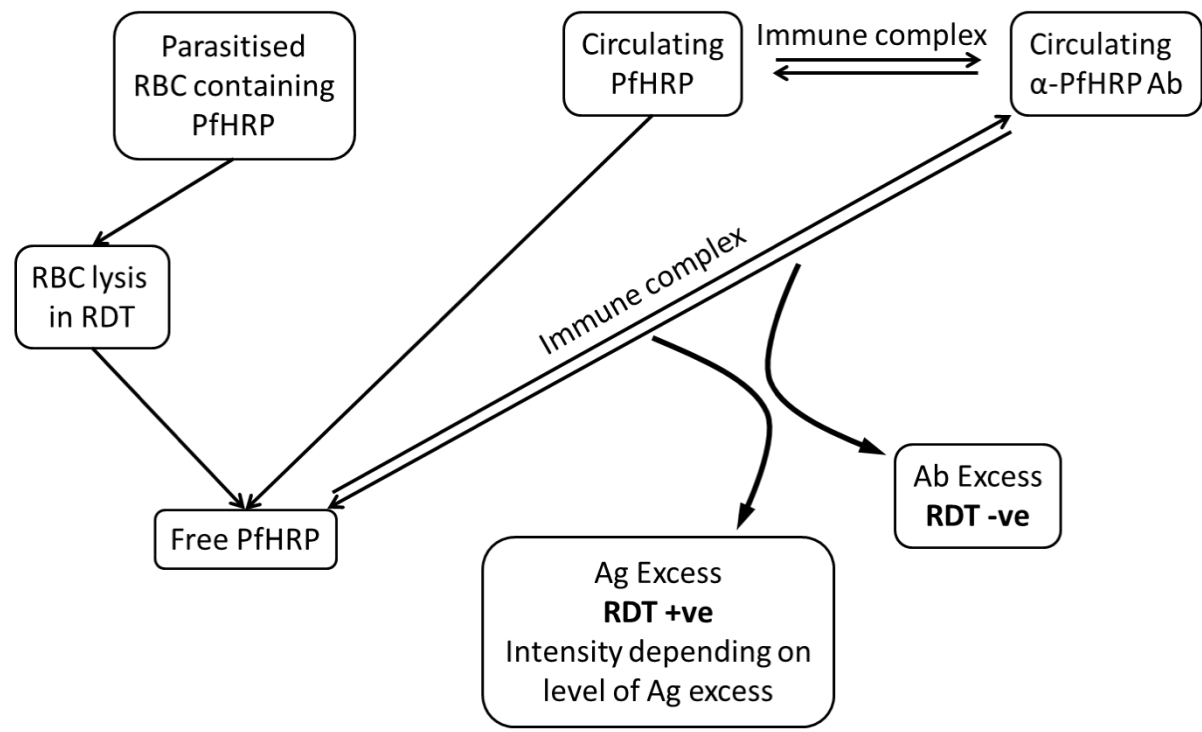 Parasitised
RBC containing
PfHRP
Circulating
PfHRP
Immune complex
Circulating
α-PfHRP Ab
RBC lysis
in RDT
Immune complex
Free PfHRP
Ab Excess
RDT -ve
Ag Excess
RDT +ve
Intensity depending on
level of Ag excess